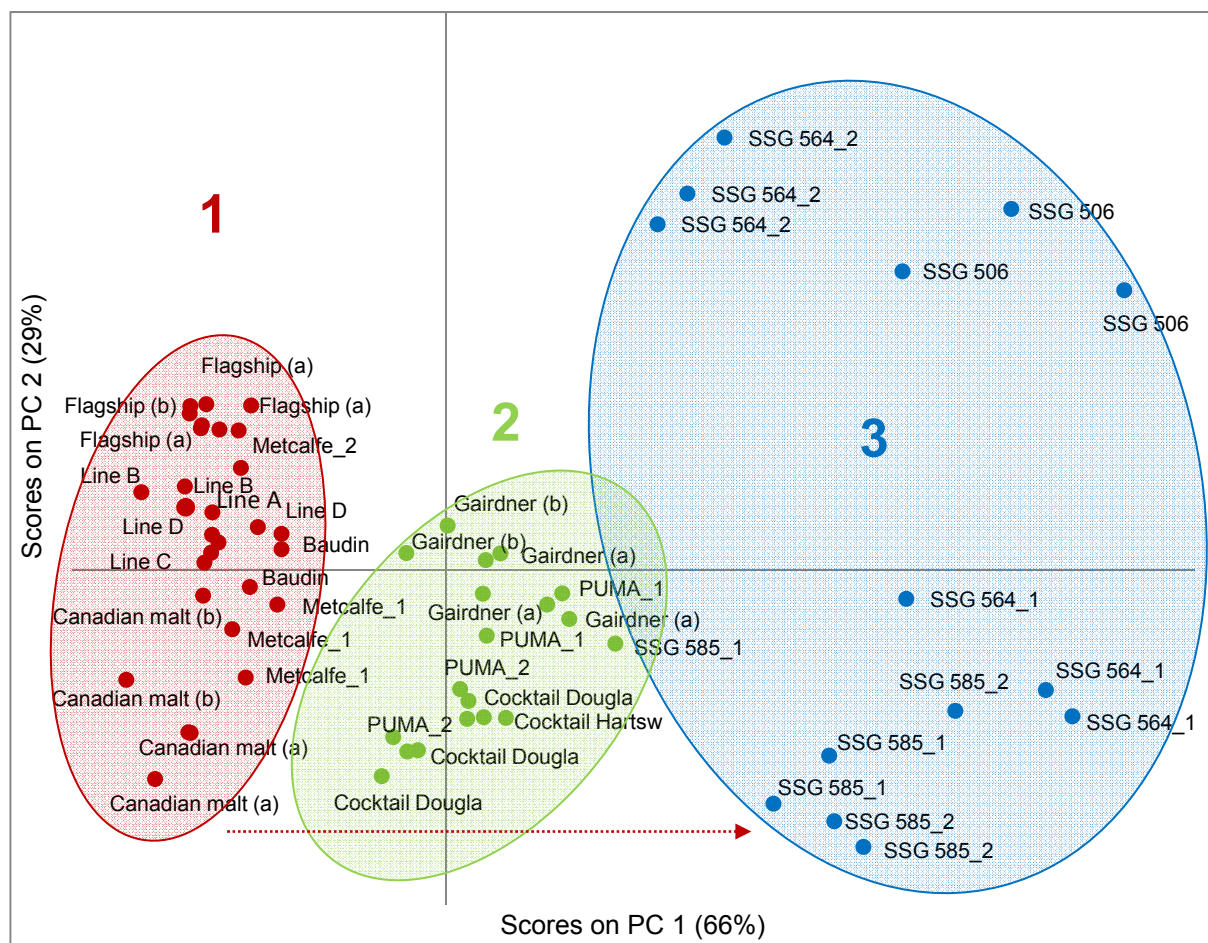 SSG 564_2
SSG 564_2
SSG 564_2
SSG 506
SSG 506
SSG 506
1
2
3
Scores on PC 2 (29%)
Flagship (a)
Flagship (b)
Flagship (a)
Flagship (a)
Metcalfe_2
Line B
Line B
Line A
Line D
Line D
Baudin
Line C
Baudin
Canadian malt (b)
Metcalfe_1
Metcalfe_1
Metcalfe_1
Canadian malt (b)
Canadian malt (a)
Canadian malt (a)
Gairdner (b)
Gairdner (b)
Gairdner (a)
PUMA_1
Gairdner (a)
Gairdner (a)
PUMA_1
SSG 585_1
PUMA_2
Cocktail Dougla
PUMA_2
Cocktail Hartsw
Cocktail Dougla
Cocktail Dougla
SSG 564_1
SSG 564_1
SSG 585_2
SSG 564_1
SSG 585_1
SSG 585_1
SSG 585_2
SSG 585_2
Scores on PC 1 (66%)